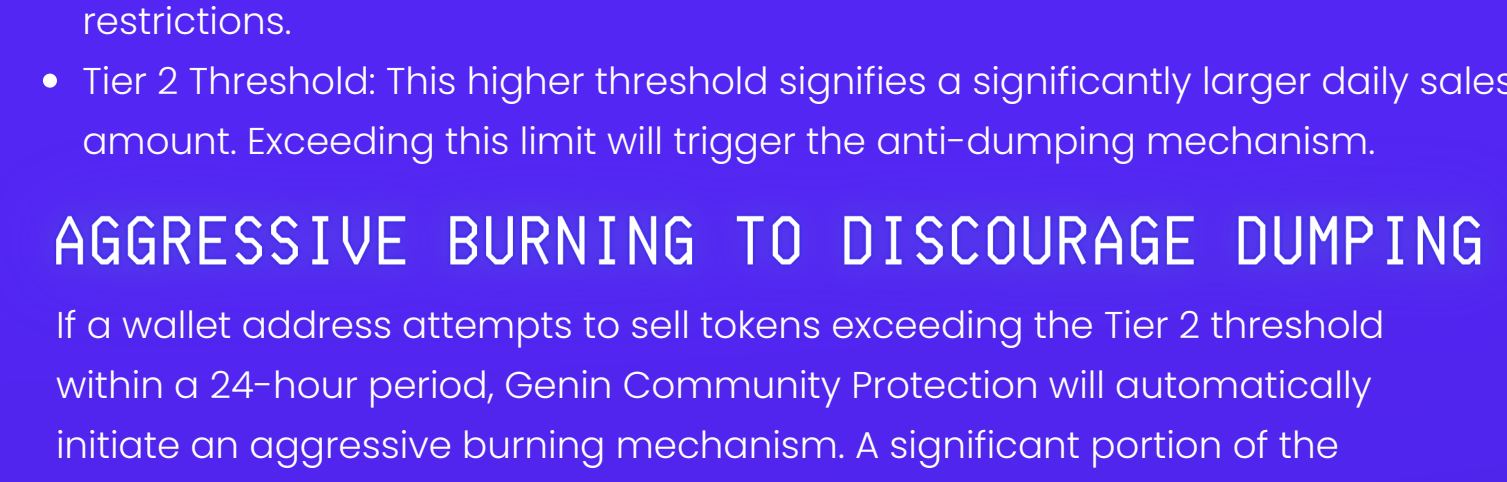 restrictions.
• Tier 2 Threshold: This higher threshold signifies a significantly larger daily sales
amount. Exceeding this limit will trigger the anti-dumping mechanism.
AGGRESSIVE BURNING TO DISCOURAGE DUMPING
If a wallet address attempts to sell tokens exceeding the Tier 2 threshold
within a 24-hour period, Genin Community Protection will automatically
initiate an aggressive burning mechanism. A significant portion of the